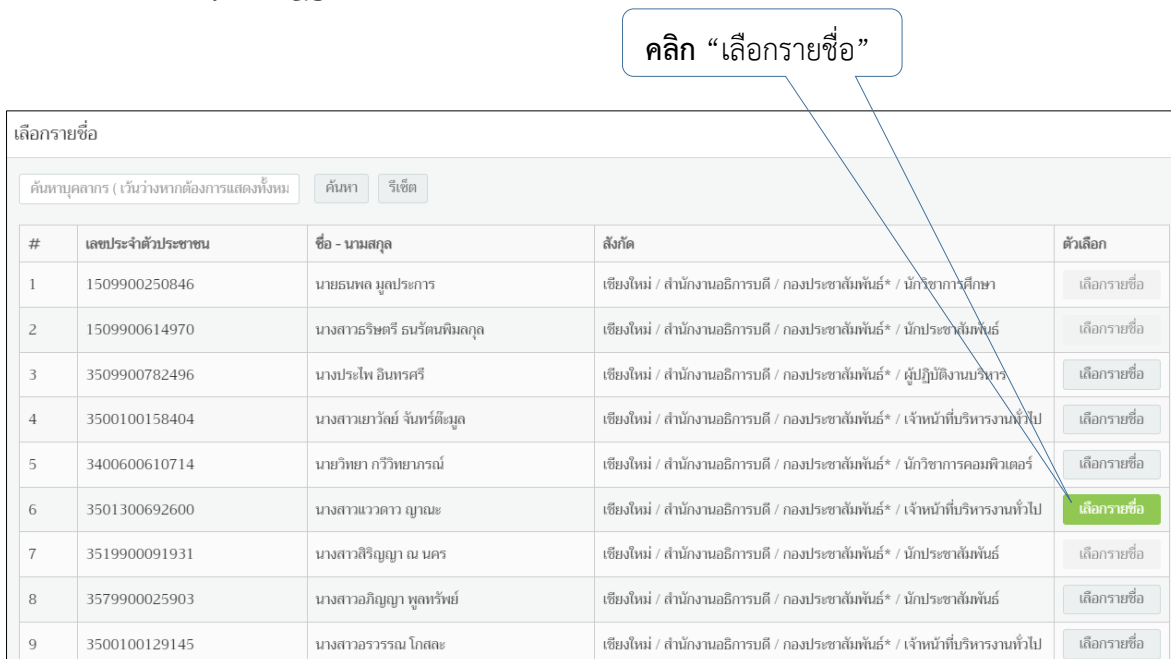 คลิก “เลือกรายชื่อ”
เลือกรายชื่อ
ค้นหาบุคลากร ( เว้นว่างหากต้องการแสดงทั้งหม ค้นหา รีเซ็ต
# เลขประจำตัวประชาชน ชื่อ - นามสกุล สังกัด ตัวเลือก
1 1509900250846 นายธนพล มูลประการ เชียงใหม่ / สำนักงานอธิการบดี / กองประชาสัมพันธ์* / นักวิชาการศึกษา เลือกรายชื่อ
2 1509900614970 นางสาวธริษตรี ธนรัตนพิมลกุล เชียงใหม่ / สำนักงานอธิการบดี / กองประชาสัมพันธ์* / นักประชาสัมพันธ์ เลือกรายชื่อ
3 3509900782496 นางประไพ อินทรศรี เชียงใหม่ / สำนักงานอธิการบดี / กองประชาสัมพันธ์* / ผู้ปฏิบัติงานบริหาร เลือกรายชื่อ
4 3500100158404 นางสาวเยาวัลย์ จันทร์ต๊ะมูล เชียงใหม่ / สำนักงานอธิการบดี / กองประชาสัมพันธ์* / เจ้าหน้าที่บริหารงานทั่วไป เลือกรายชื่อ
5 3400600610714 นายวิทยา กวีวิทยาภรณ์ เชียงใหม่ / สำนักงานอธิการบดี / กองประชาสัมพันธ์* / นักวิชาการคอมพิวเตอร์ เลือกรายชื่อ
6 3501300692600 นางสาวแววดาว ญาณะ เชียงใหม่ / สำนักงานอธิการบดี / กองประชาสัมพันธ์* / เจ้าหน้าที่บริหารงานทั่วไป เลือกรายชื่อ
7 3519900091931 นางสาวสิริญญา ณ นคร เชียงใหม่ / สำนักงานอธิการบดี / กองประชาสัมพันธ์* / นักประชาสัมพันธ์ เลือกรายชื่อ
8 3579900025903 นางสาวอภิญญา พูลทรัพย์ เชียงใหม่ / สำนักงานอธิการบดี / กองประชาสัมพันธ์* / นักประชาสัมพันธ์ เลือกรายชื่อ
9 3500100129145 นางสาวอรวรรณ โกสละ เชียงใหม่ / สำนักงานอธิการบดี / กองประชาสัมพันธ์* / เจ้าหน้าที่บริหารงานทั่วไป เลือกรายชื่อ